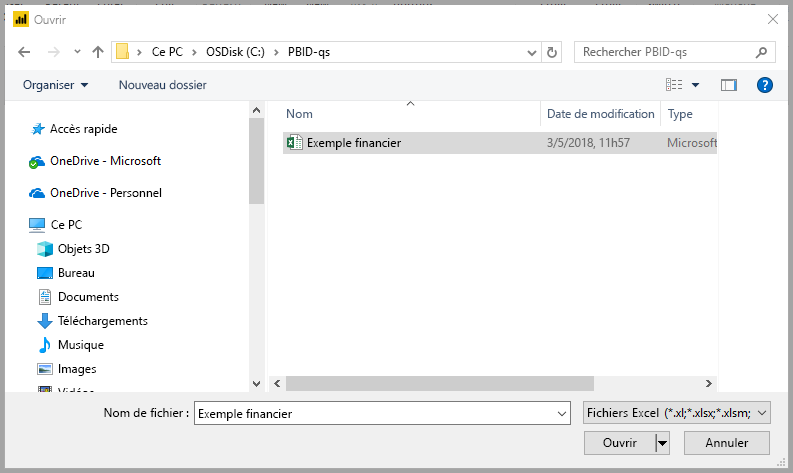 Ouvrir
Ce PC > OSDisk (C:) > PBID-qs
Rechercher PBID-qs
Organiser
Nouveau dossier
?
Nom
Date de modification
Type
Exemple financier
3/5/2018, 11h57
Microsoft
Accès rapide
OneDrive - Microsoft
OneDrive - Personnel
Ce PC
Objets 3D
Bureau
Documents
Téléchargements
Musique
Images
Vidéos
Nom de fichier :
Exemple financier
Fichiers Excel (*.xl;*.xlsx;*.xlsm;
Ouvrir
Annuler